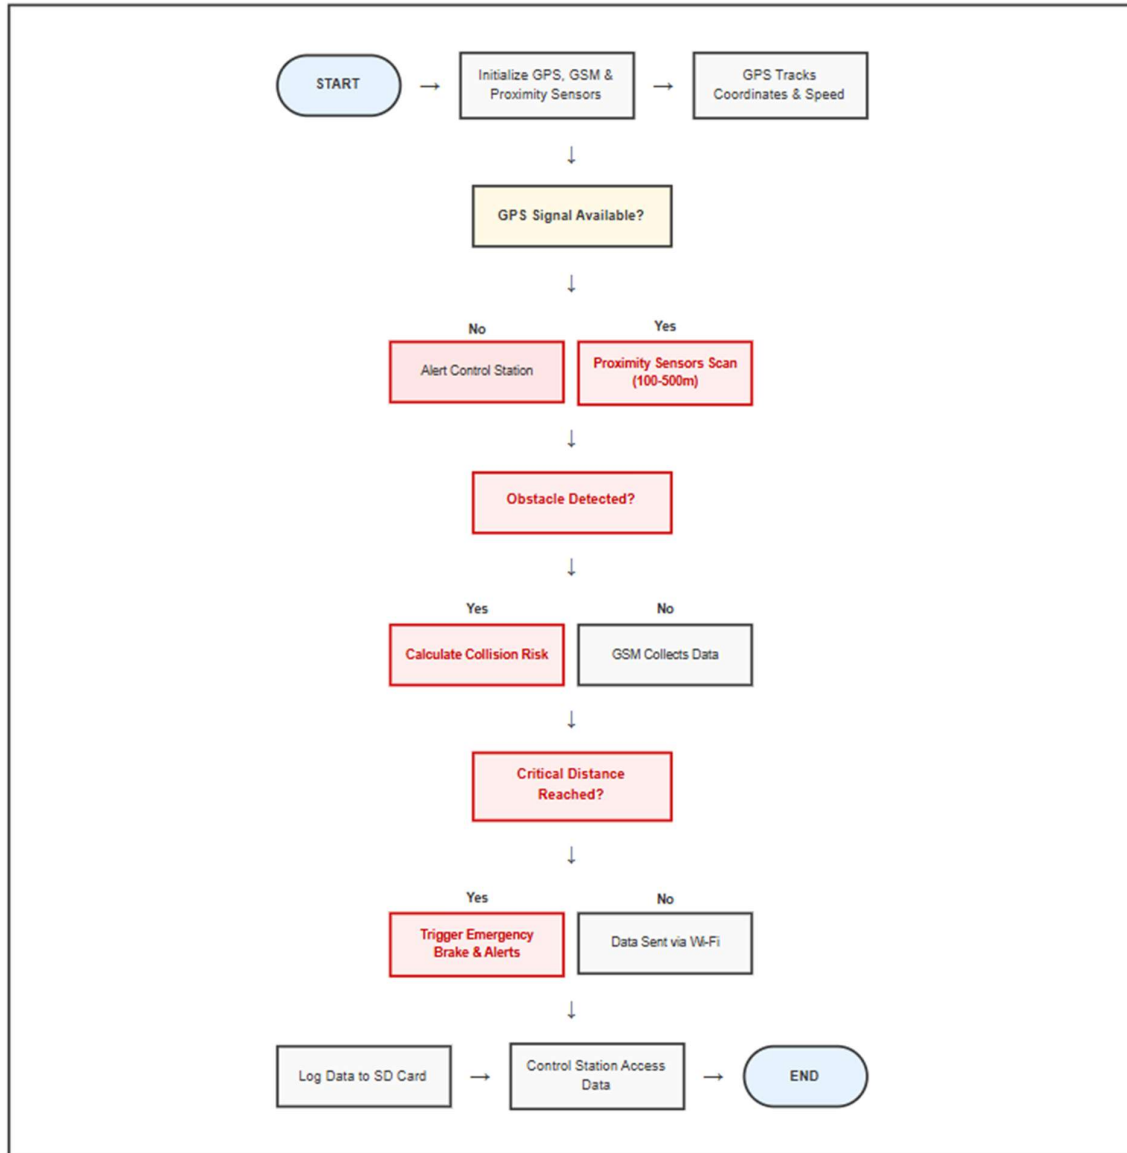 START
→
Initialize GPS, GSM &
Proximity Sensors
→
GPS Tracks
Coordinates & Speed
↓
GPS Signal Available?
↓
No
Yes
Alert Control Station
Proximity Sensors Scan
(100-500m)
↓
Obstacle Detected?
↓
Yes
No
Calculate Collision Risk
GSM Collects Data
↓
Critical Distance
Reached?
↓
Yes
No
Trigger Emergency
Brake & Alerts
Data Sent via Wi-Fi
↓
Log Data to SD Card
→
Control Station Access
Data
→
END